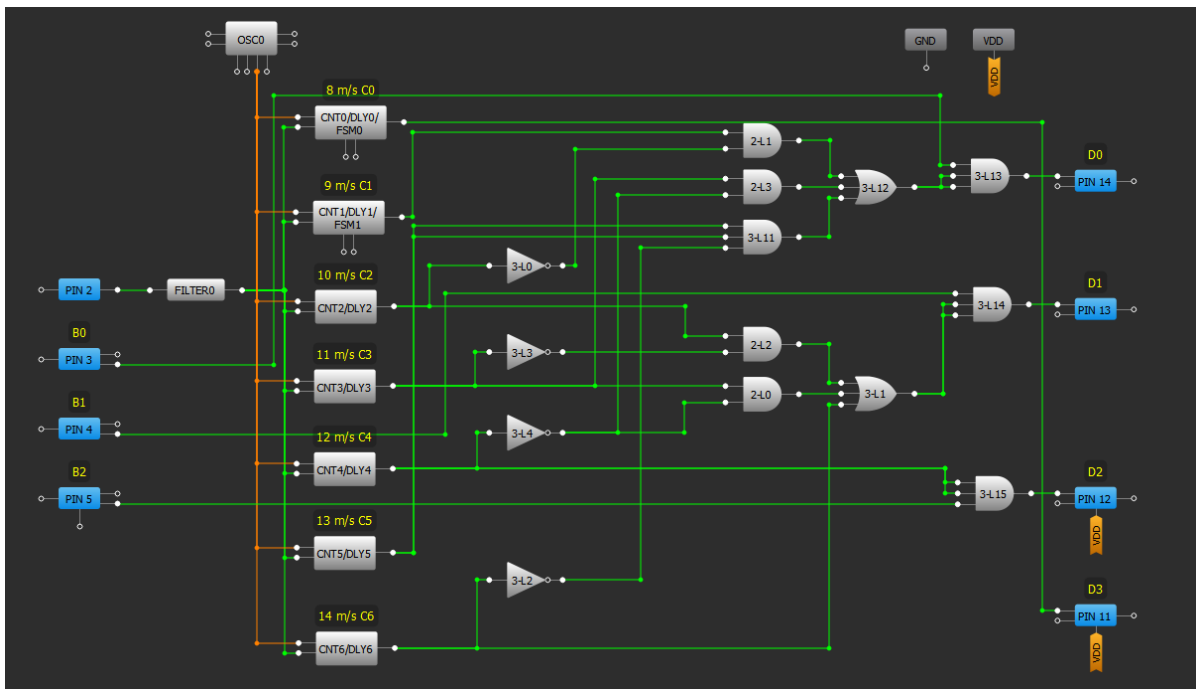 OSC0
GND
VDD
VDD
8 m/s C0
CNT0/DLY0/
FSM0
2-L1
D0
3-L13
PIN 14
2-L3
3-L12
9 m/s C1
CNT1/DLY1/
FSM1
3-L11
3-L0
10 m/s C2
CNT2/DLY2
PIN 2
FILTER0
D1
3-L14
PIN 13
B0
PIN 3
11 m/s C3
CNT3/DLY3
3-L3
2-L2
2-L0
3-L1
B1
PIN 4
12 m/s C4
CNT4/DLY4
3-L4
B2
PIN 5
D2
3-L15
PIN 12
VDD
13 m/s C5
CNT5/DLY5
3-L2
D3
PIN 11
VDD
14 m/s C6
CNT6/DLY6